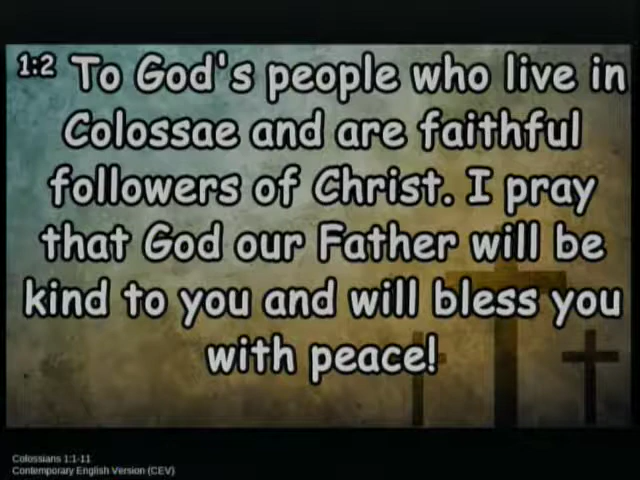 1:2 To God's people who live in
Colossae and are faithful
followers of Christ. I pray
that God our Father will be
kind to you and will bless you
with peace!
Colossians 1:1-11
Contemporary English Version (CEV)